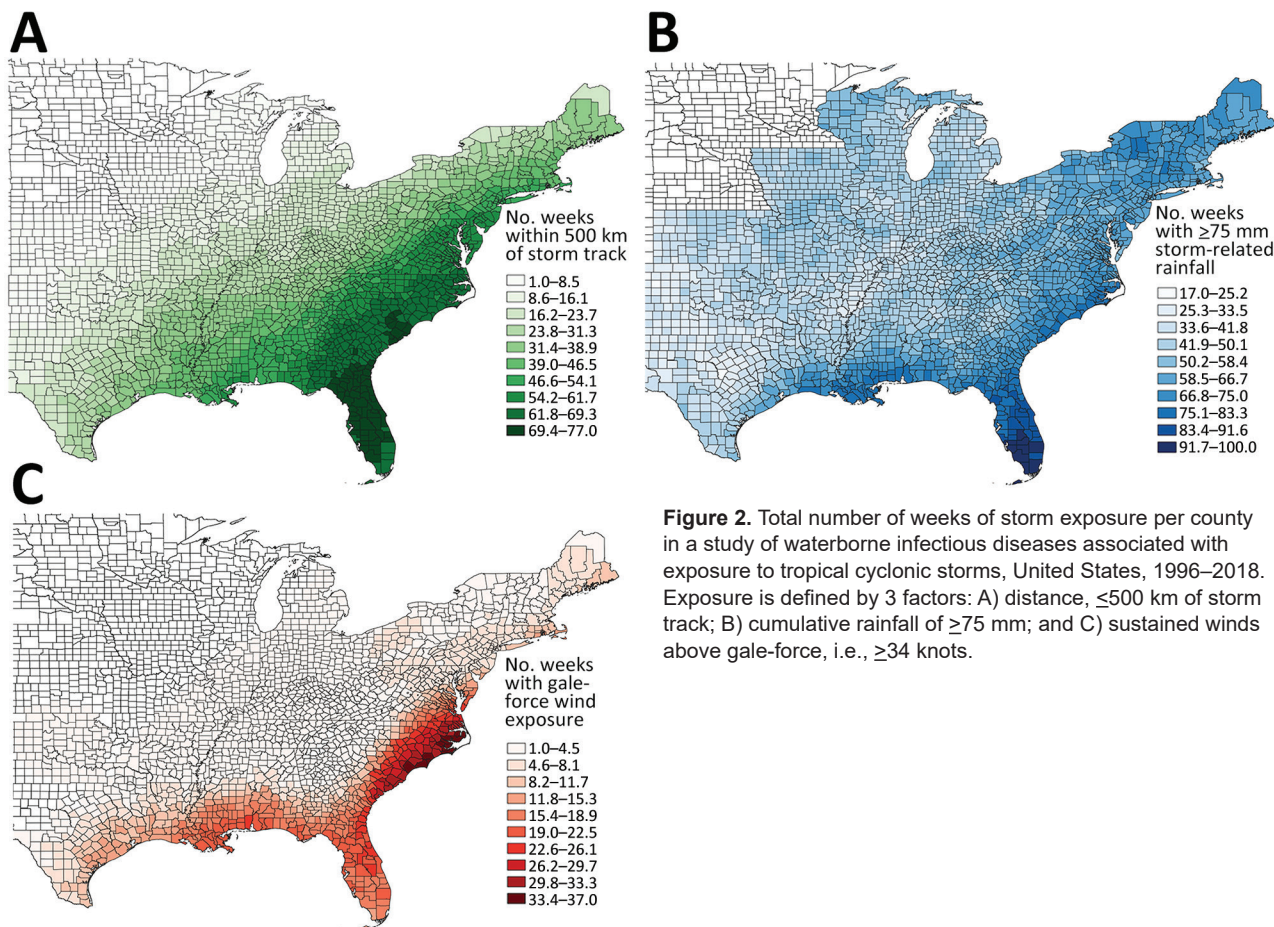 A
No. weeks
within 500 km
of storm track
1.0–8.5
8.6–16.1
16.2–23.7
23.8–31.3
31.4–38.9
39.0–46.5
46.6–54.1
54.2–61.7
61.8–69.3
69.4–77.0
B
No. weeks
with ≥75 mm
storm-related
rainfall
17.0–25.2
25.3–33.5
33.6–41.8
41.9–50.1
50.2–58.4
58.5–66.7
66.8–75.0
75.1–83.3
83.4–91.6
91.7–100.0
C
No. weeks
with gale-
force wind
exposure
1.0–4.5
4.6–8.1
8.2–11.7
11.8–15.3
15.4–18.9
19.0–22.5
22.6–26.1
26.2–29.7
29.8–33.3
33.4–37.0
Figure 2. Total number of weeks of storm exposure per county
in a study of waterborne infectious diseases associated with
exposure to tropical cyclonic storms, United States, 1996–2018.
Exposure is defined by 3 factors: A) distance, ≤500 km of storm
track; B) cumulative rainfall of ≥75 mm; and C) sustained winds
above gale-force, i.e., ≥34 knots.